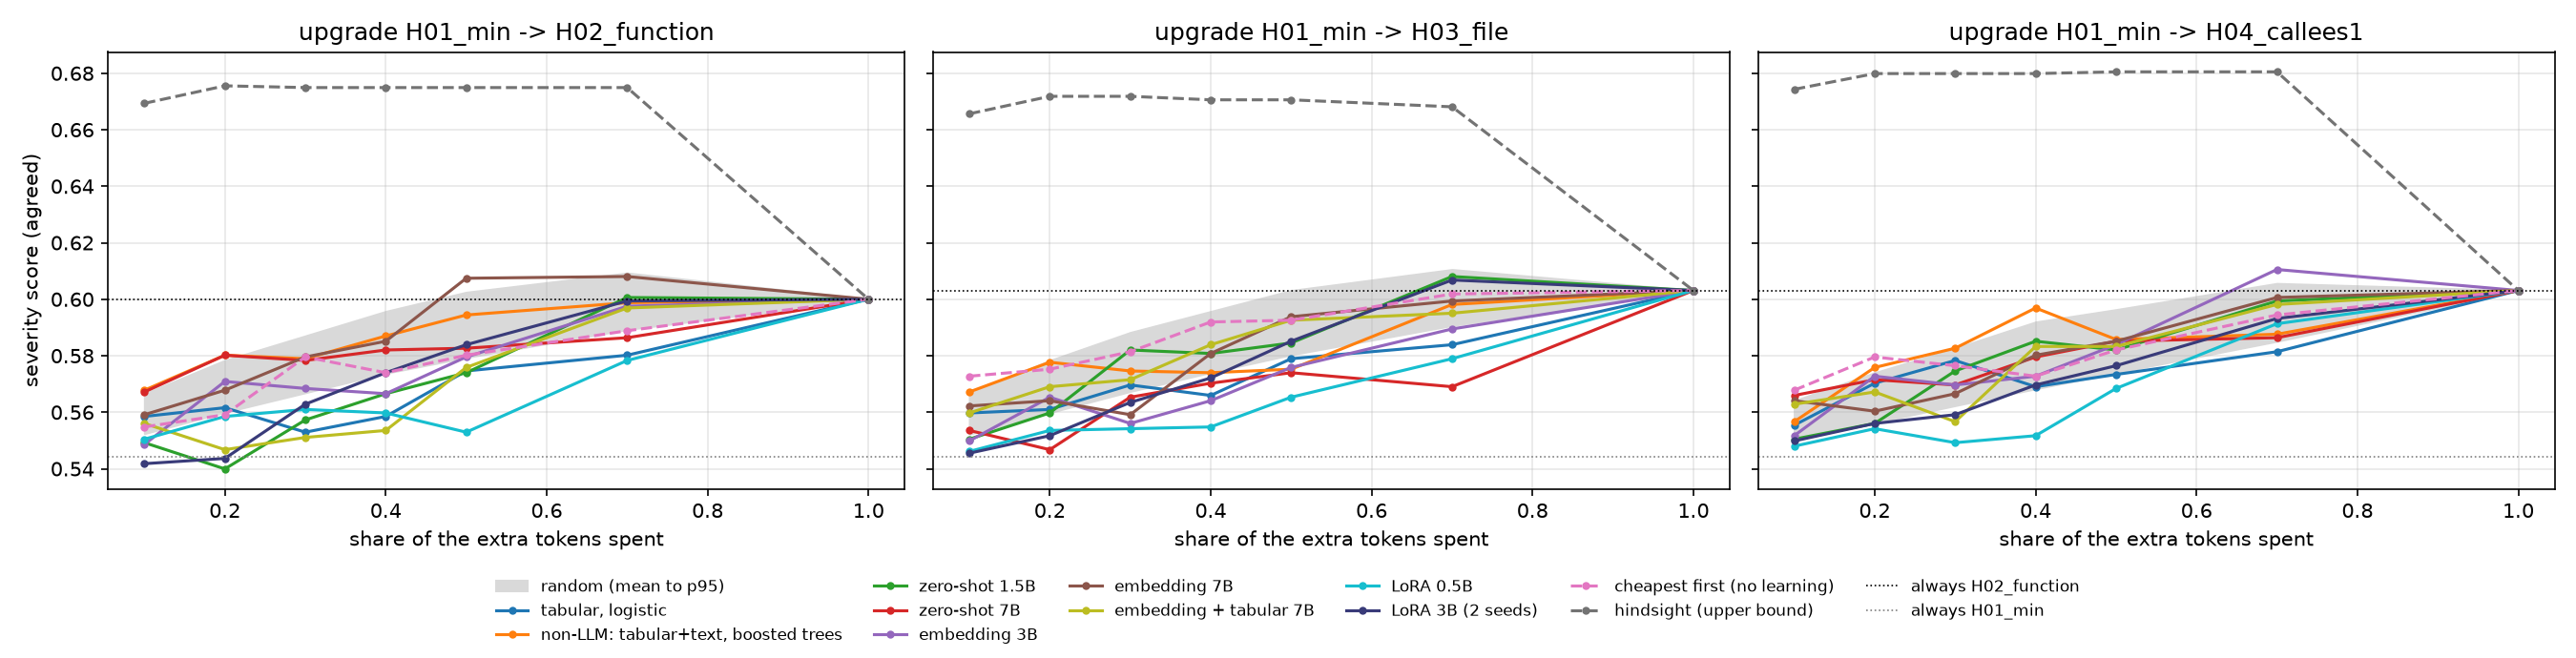 upgrade H01_min -> H02_function
upgrade H01_min -> H03_file
upgrade H01_min -> H04_callees1
severity score (agreed)
0.68
0.66
0.64
0.62
0.60
0.58
0.56
0.54
0.2 0.4 0.6 0.8 1.0
0.2 0.4 0.6 0.8 1.0
0.2 0.4 0.6 0.8 1.0
share of the extra tokens spent
share of the extra tokens spent
share of the extra tokens spent
random (mean to p95)
tabular, logistic
non-LLM: tabular+text, boosted trees
zero-shot 1.5B
zero-shot 7B
embedding 3B
embedding 7B
embedding + tabular 7B
LoRA 0.5B
LoRA 3B (2 seeds)
cheapest first (no learning)
hindsight (upper bound)
always H02_function
always H01_min